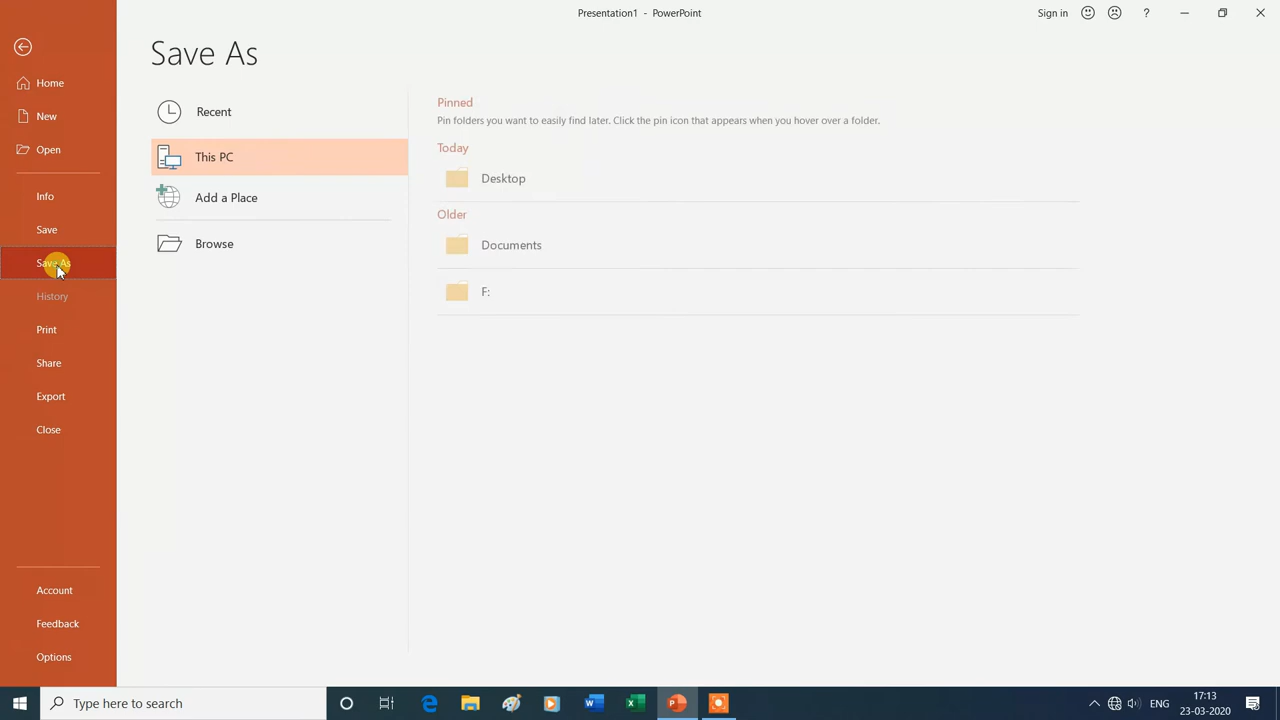 Presentation1 - PowerPoint
Sign in
?
Save As
Home
New
Open
Info
Save
Save As
History
Print
Share
Export
Close
Account
Feedback
Options
Recent
This PC
Add a Place
Browse
Pinned
Pin folders you want to easily find later. Click the pin icon that appears when you hover over a folder.
Today
Desktop
Older
Documents
F:
Type here to search
ENG
17:13
23-03-2020